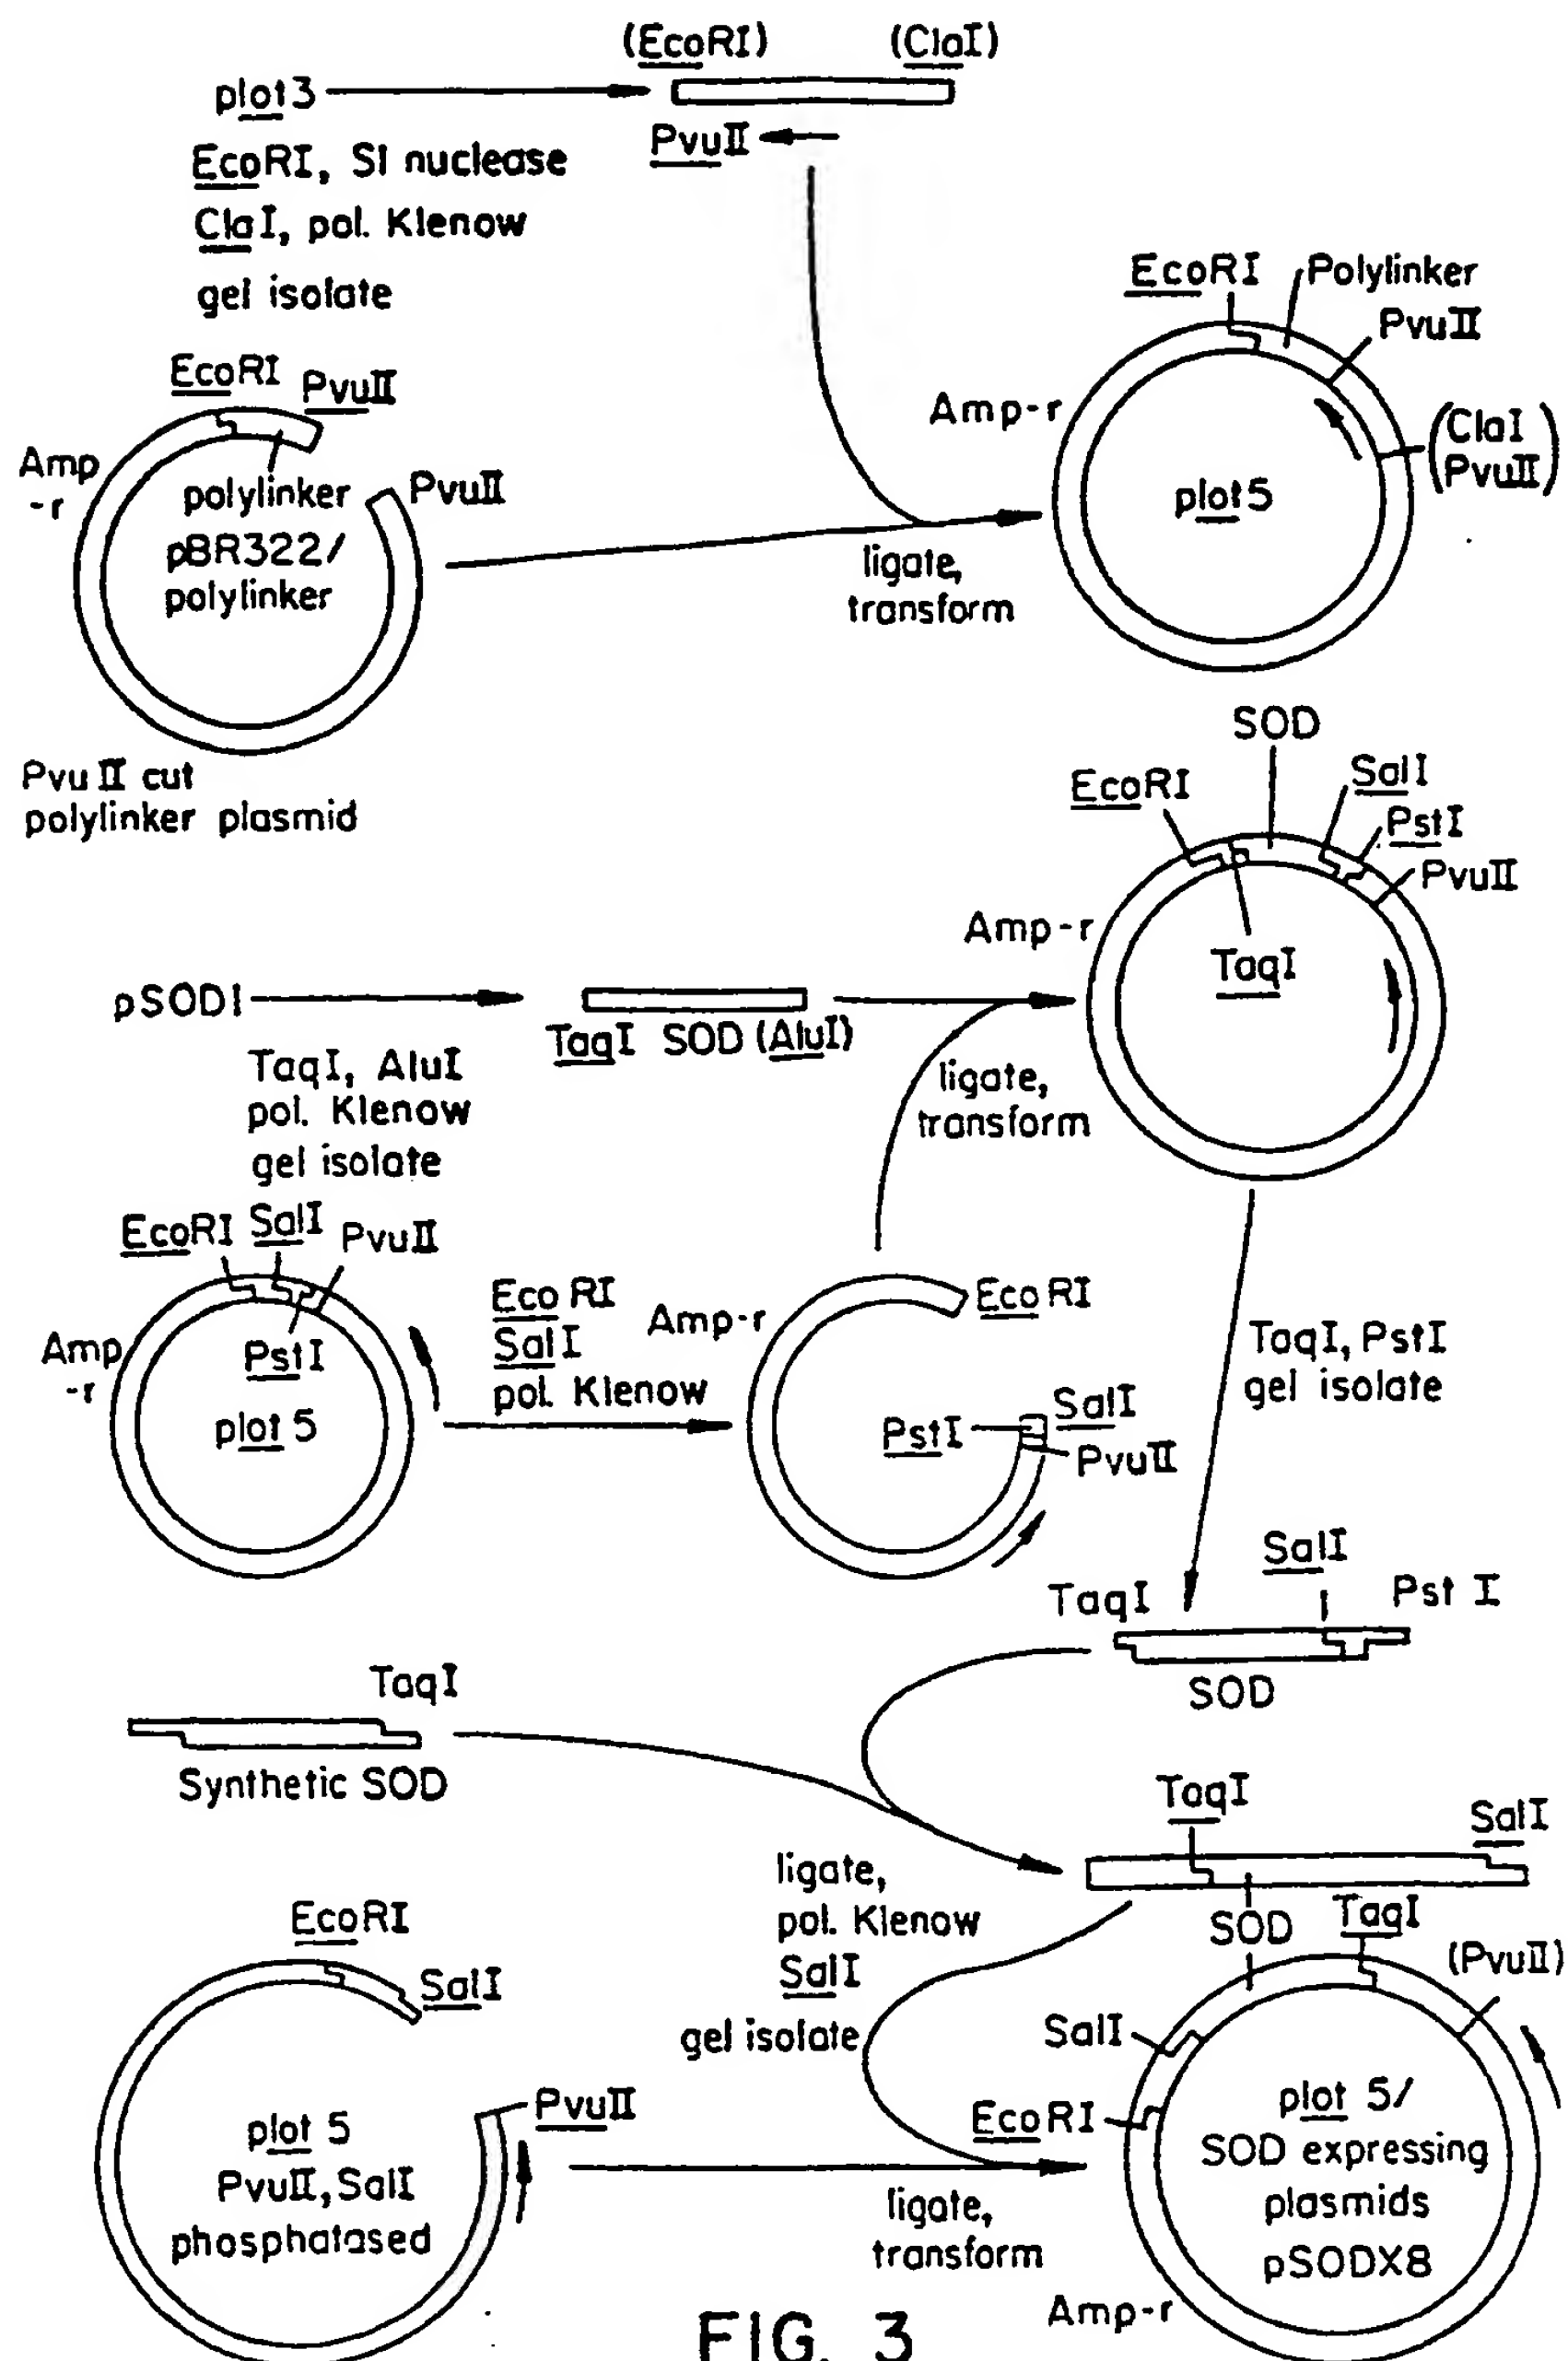 (EcoRI) (ClaI)
plot3
PvuII
EcoRI, SI nuclease
ClaI, pol. Klenow
gel isolate
EcoRI PvuII
Amp
-r
polylinker
PvuII
pBR322/
polylinker
PvuII cut
polylinker plasmid
ligate,
transform
EcoRI Polylinker
PvuII
Amp-r
(ClaI
PvuII)
plot5
SOD
EcoRI SalI
PstI
PvuII
Amp-r
TaqI
pSODI
TaqI SOD (AluI)
TaqI, AluI
pol. Klenow
gel isolate
ligate,
transform
EcoRI SalI PvuII
Amp
-r
PstI
plot 5
Eco RI
SalI
pol. Klenow
Amp-r
Eco RI
PstI SalI
PvuII
TaqI, PstI
gel isolate
TaqI SalI Pst I
SOD
TaqI
Synthetic SOD
TaqI SalI
SOD
ligate,
pol. Klenow
SalI
gel isolate
EcoRI
SalI
PvuII
plot 5
PvuII, SalI
phosphatased
ligate,
transform
TaqI
(PvuII)
SalI
EcoRI
plot 5/
SOD expressing
plasmids
pSODX8
Amp-r
FIG. 3